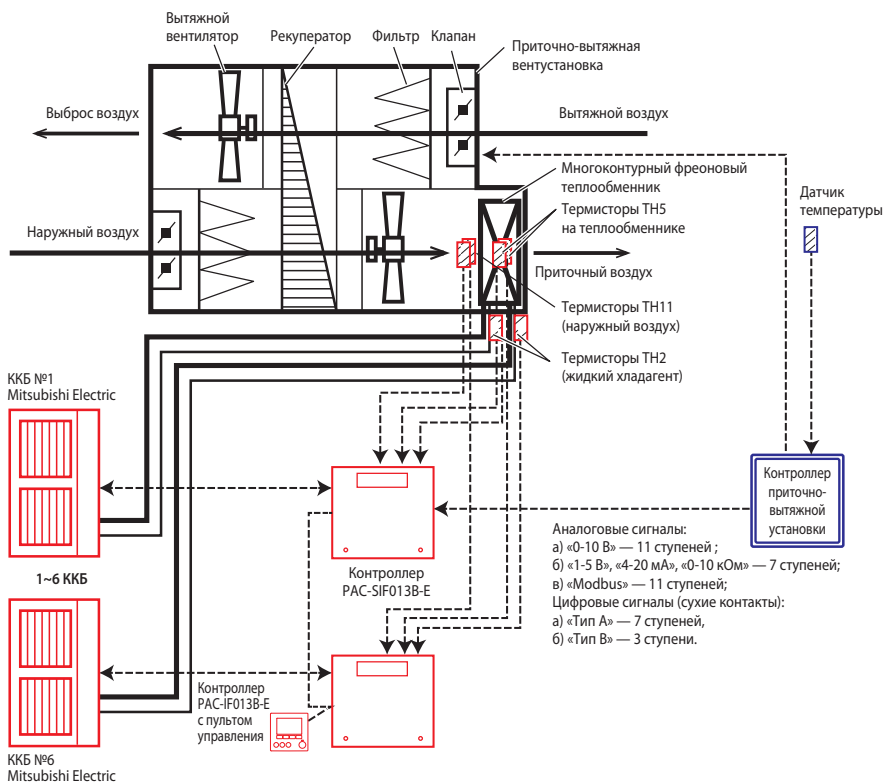 Вытяжной
вентилятор
Рекуператор
Фильтр
Клапан
Приточно-вытяжная
вентустановка
Выброс воздух
Вытяжной воздух
Многоконтурный фреоновый
теплообменник
Термисторы TH5
на теплообменнике
Датчик
температуры
Наружный воздух
Приточный воздух
Термисторы TH11
(наружный воздух)
Термисторы TH2
(жидкий хладагент)
ККБ №1
Mitsubishi Electric
Контроллер
приточно-
вытяжной
установки
1~6 ККБ
Контроллер
PAC-SIF013B-E
Аналоговые сигналы:
а) «0-10 В» — 11 ступеней ;
б) «1-5 В», «4-20 мА», «0-10 кОм» — 7 ступеней;
в) «Modbus» — 11 ступеней;
Цифровые сигналы (сухие контакты):
а) «Тип А» — 7 ступеней,
б) «Тип В» — 3 ступени.
Контроллер
PAC-IF013B-E
с пультом
управления
ККБ №6
Mitsubishi Electric